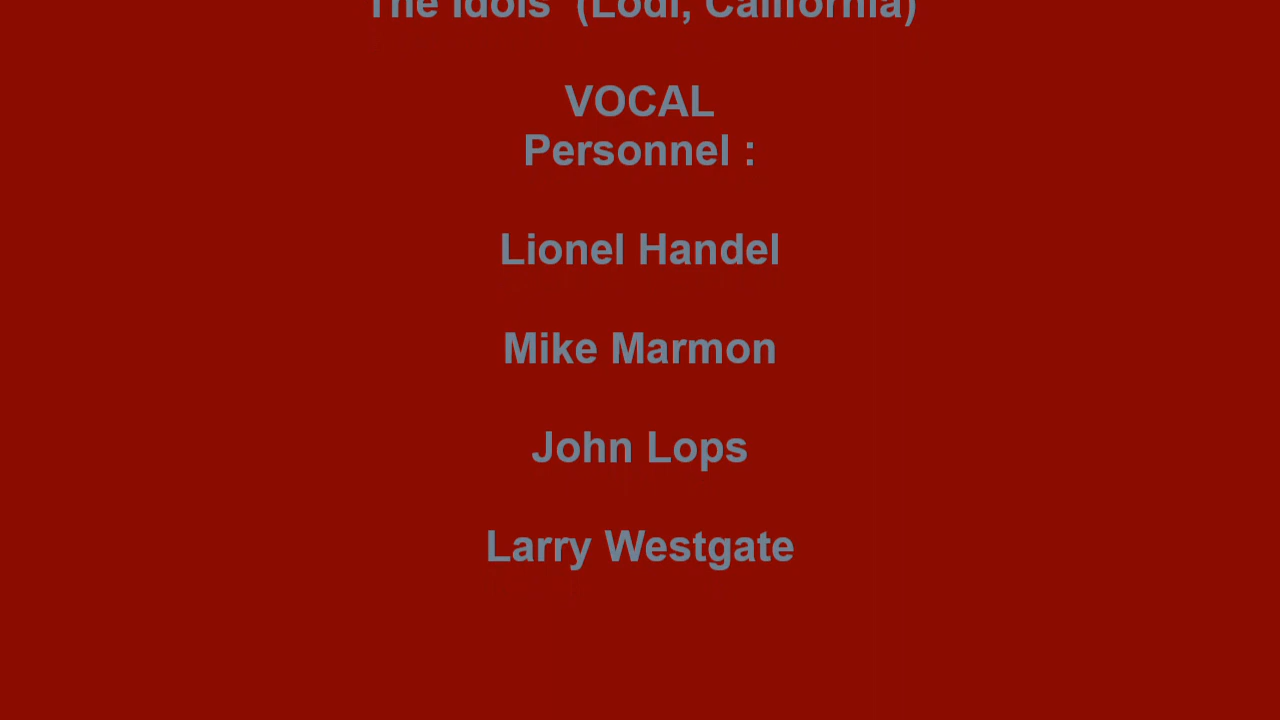 The Idols (Lodi, California)
VOCAL
Personnel :
Lionel Handel
Mike Marmon
John Lops
Larry Westgate